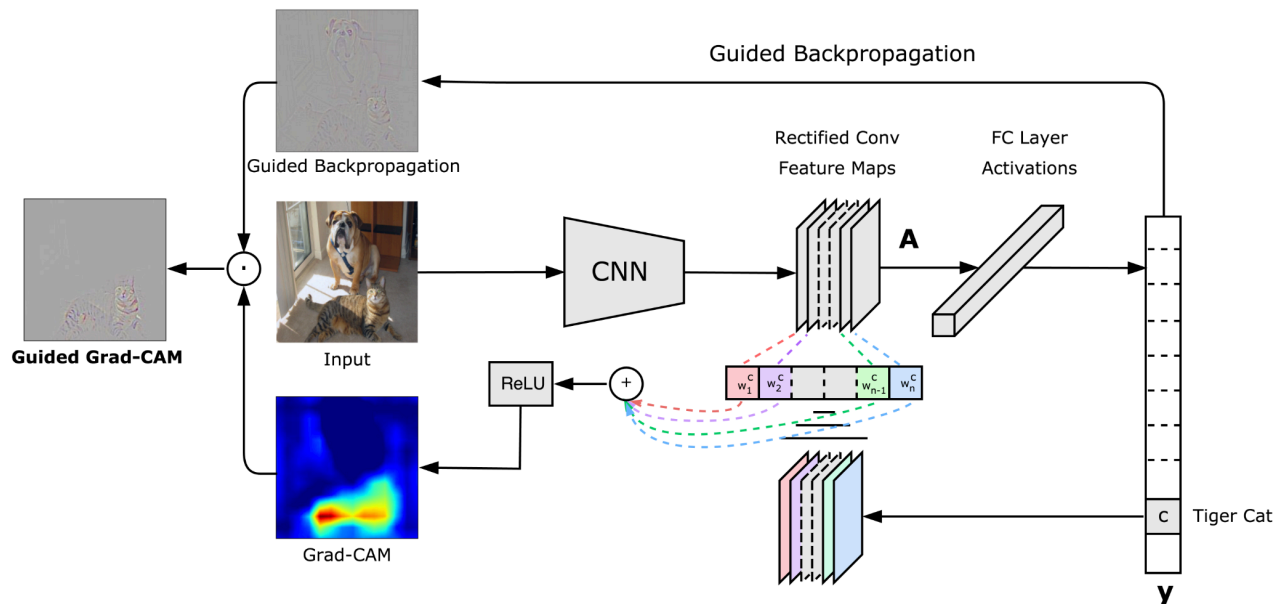 Guided Backpropagation
Guided Backpropagation
Rectified Conv
Feature Maps
FC Layer
Activations
Guided Grad-CAM
·
Input
CNN
A
ReLU
+
w₁ᶜ w₂ᶜ wₙ₋₁ᶜ wₙᶜ
Grad-CAM
c
Tiger Cat
y